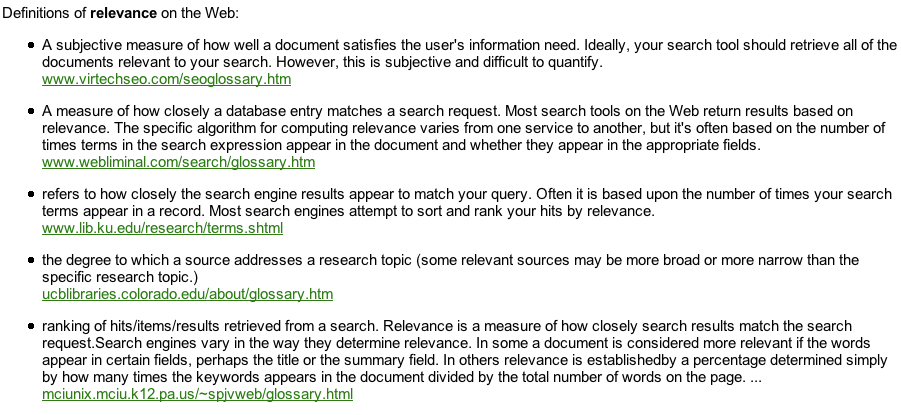 Definitions of relevance on the Web:
A subjective measure of how well a document satisfies the user's information need. Ideally, your search tool should retrieve all of the
documents relevant to your search. However, this is subjective and difficult to quantify.
www.virtechseo.com/seoglossary.htm
A measure of how closely a database entry matches a search request. Most search tools on the Web return results based on
relevance. The specific algorithm for computing relevance varies from one service to another, but it's often based on the number of
times terms in the search expression appear in the document and whether they appear in the appropriate fields.
www.webliminal.com/search/glossary.htm
refers to how closely the search engine results appear to match your query. Often it is based upon the number of times your search
terms appear in a record. Most search engines attempt to sort and rank your hits by relevance.
www.lib.ku.edu/research/terms.shtml
the degree to which a source addresses a research topic (some relevant sources may be more broad or more narrow than the
specific research topic.)
ucblibraries.colorado.edu/about/glossary.htm
ranking of hits/items/results retrieved from a search. Relevance is a measure of how closely search results match the search
request.Search engines vary in the way they determine relevance. In some a document is considered more relevant if the words
appear in certain fields, perhaps the title or the summary field. In others relevance is establishedby a percentage determined simply
by how many times the keywords appears in the document divided by the total number of words on the page. ...
mciunix.mciu.k12.pa.us/~spjvweb/glossary.html